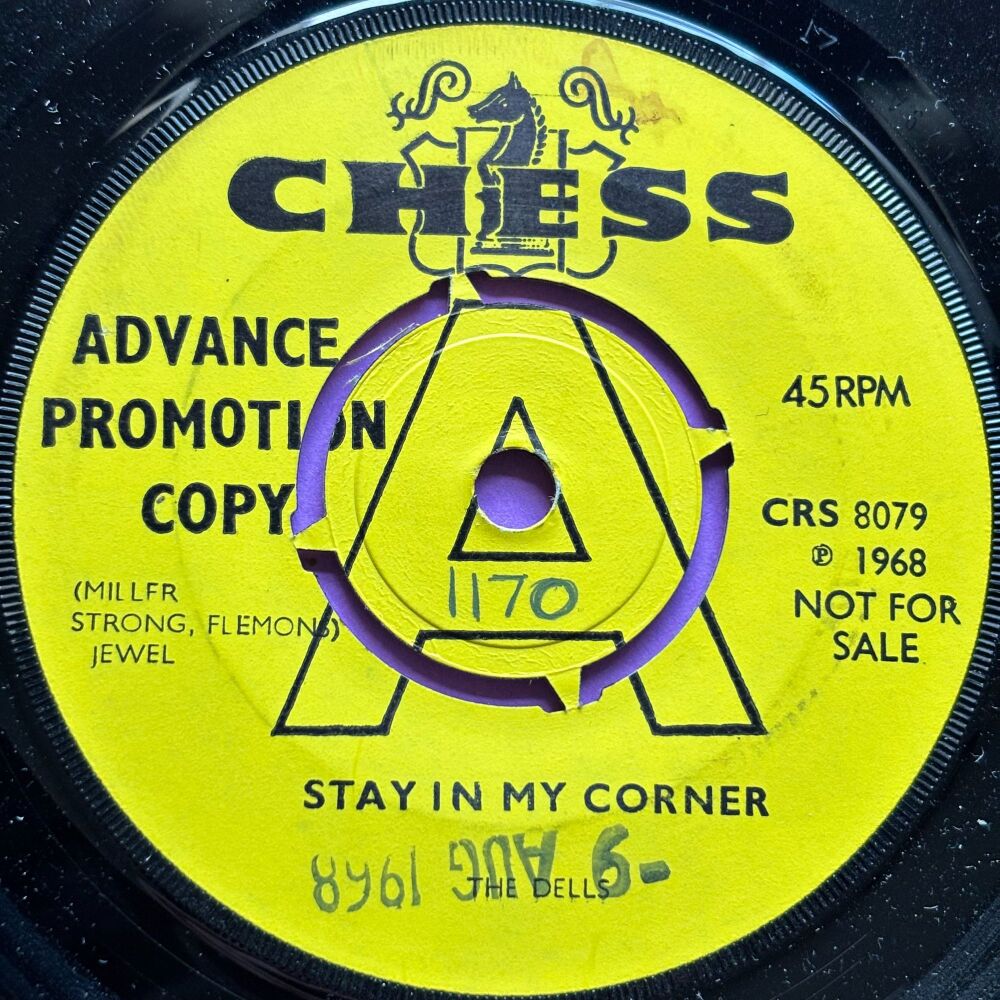 CHESS
ADVANCE
PROMOTION
COPY
45 RPM
A
CRS 8079
℗ 1968
NOT FOR
SALE
1170
(MILLER
STRONG, FLEMONS)
JEWEL
STAY IN MY CORNER
THE DELLS
-9 AUG 1968